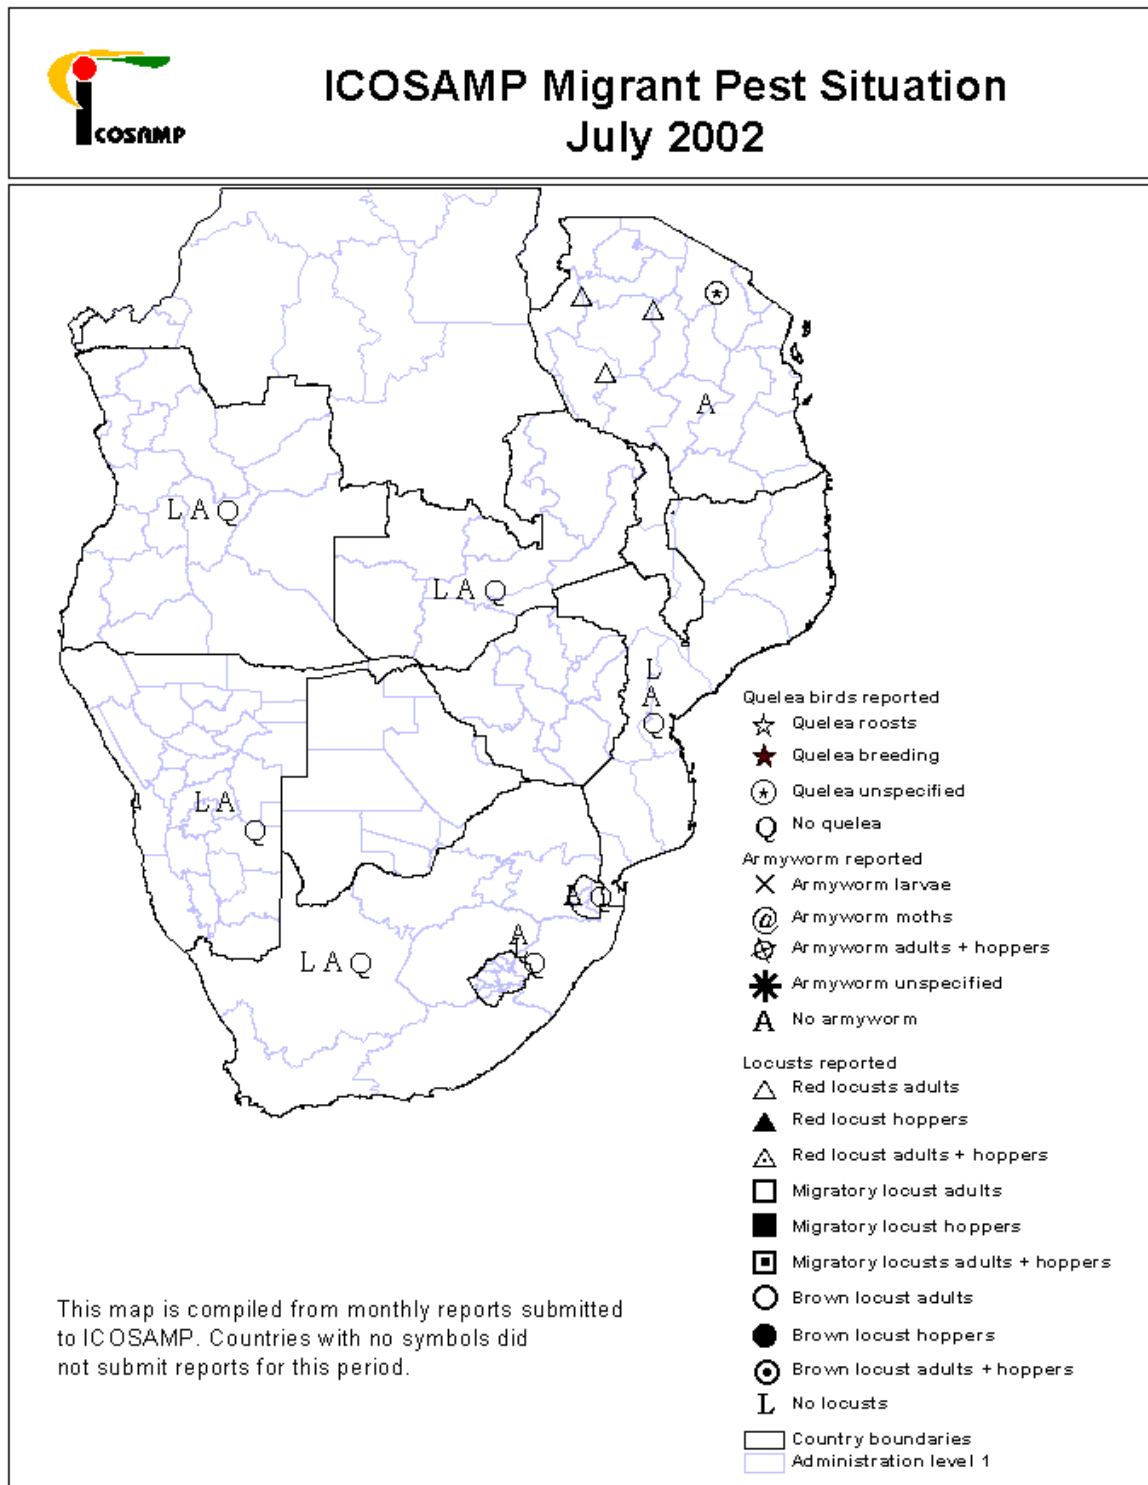 COSAMP
ICOSAMP Migrant Pest Situation
July 2002
A
L A Q
L A Q
L
A
Q
L A
Q
A Q
A
L
Q
L A Q
Quelea birds reported
Quelea roosts
Quelea breeding
Quelea unspecified
Q No quelea
Armyworm reported
Armyworm larvae
@ Armyworm moths
Armyworm adults + hoppers
Armyworm unspecified
A No armyworm
Locusts reported
Red locusts adults
Red locust hoppers
Red locust adults + hoppers
Migratory locust adults
Migratory locust hoppers
Migratory locusts adults + hoppers
Brown locust adults
Brown locust hoppers
Brown locust adults + hoppers
L No locusts
Country boundaries
Administration level 1
This map is compiled from monthly reports submitted
to ICOSAMP. Countries with no symbols did
not submit reports for this period.